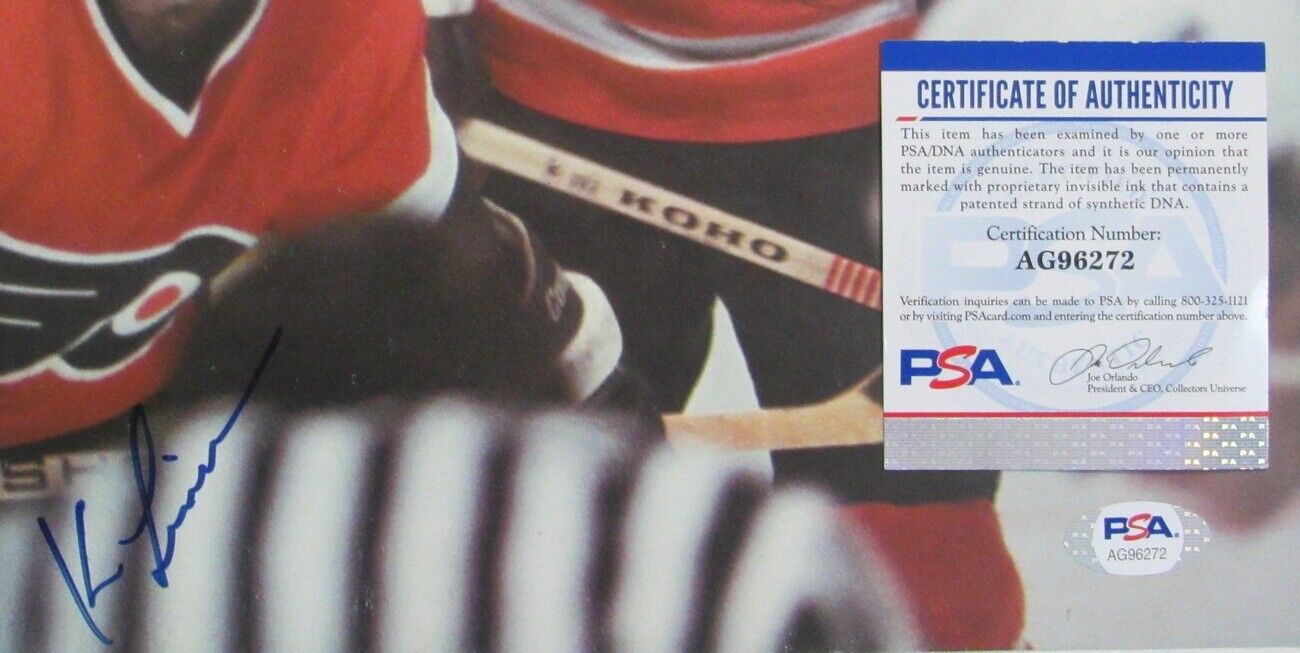 CERTIFICATE OF AUTHENTICITY
This item has been examined by one or more
PSA/DNA authenticators and it is our opinion that
the item is genuine. The item has been permanently
marked with proprietary invisible ink that contains a
patented strand of synthetic DNA.
Certification Number:
AG96272
Verification inquiries can be made to PSA by calling 800-325-1121
or by visiting PSAcard.com and entering the certification number above.
PSA
Joe Orlando
President & CEO, Collectors Universe
PSA
AG96272
KOHO